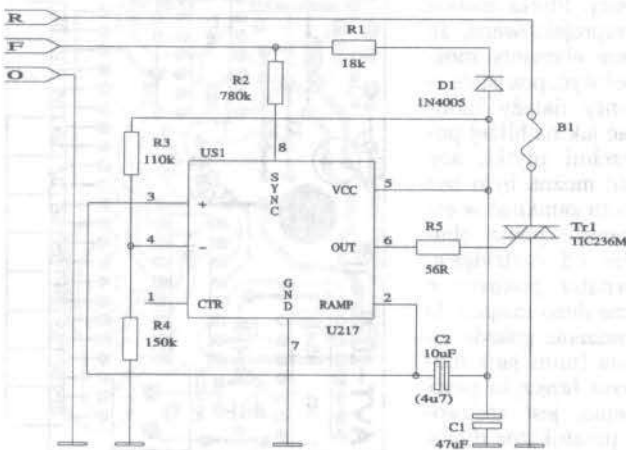 R
F
O
R1
18k
R2
780k
D1
1N4005
B1
R3
110k
US1
8
SYNC
3
+
VCC
5
4
-
OUT
6
R5
56R
Tr1
TIC236M
1
CTR
GND
RAMP
2
U217
7
R4
150k
C2
10uF
(4u7)
C1
47uF